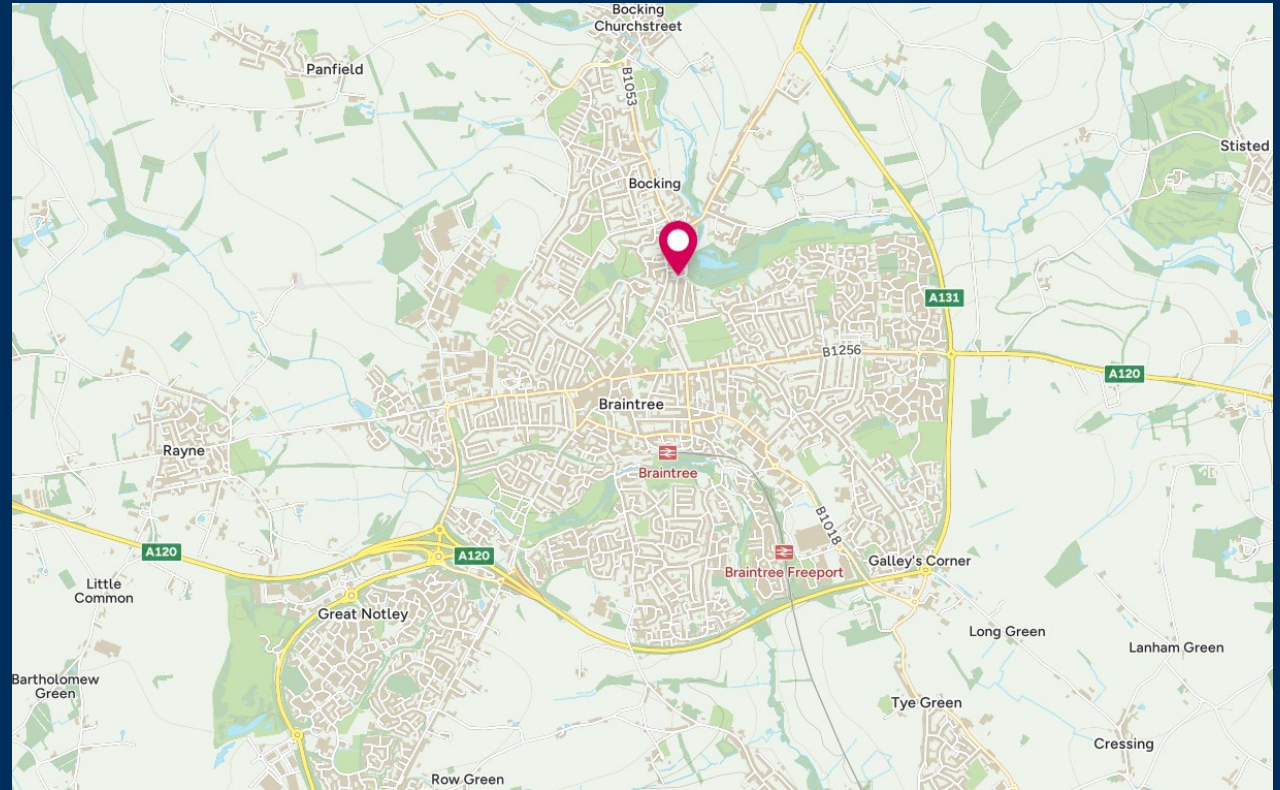 Bocking
Churchstreet
Panfield
B1053
Stisted
Bocking
A131
B1256
A120
Braintree
Rayne
Braintree
B1018
A120
A120
Galley's Corner
Braintree Freeport
Little
Common
Great Notley
Long Green
Lanham Green
Bartholomew
Green
Tye Green
Cressing
Row Green